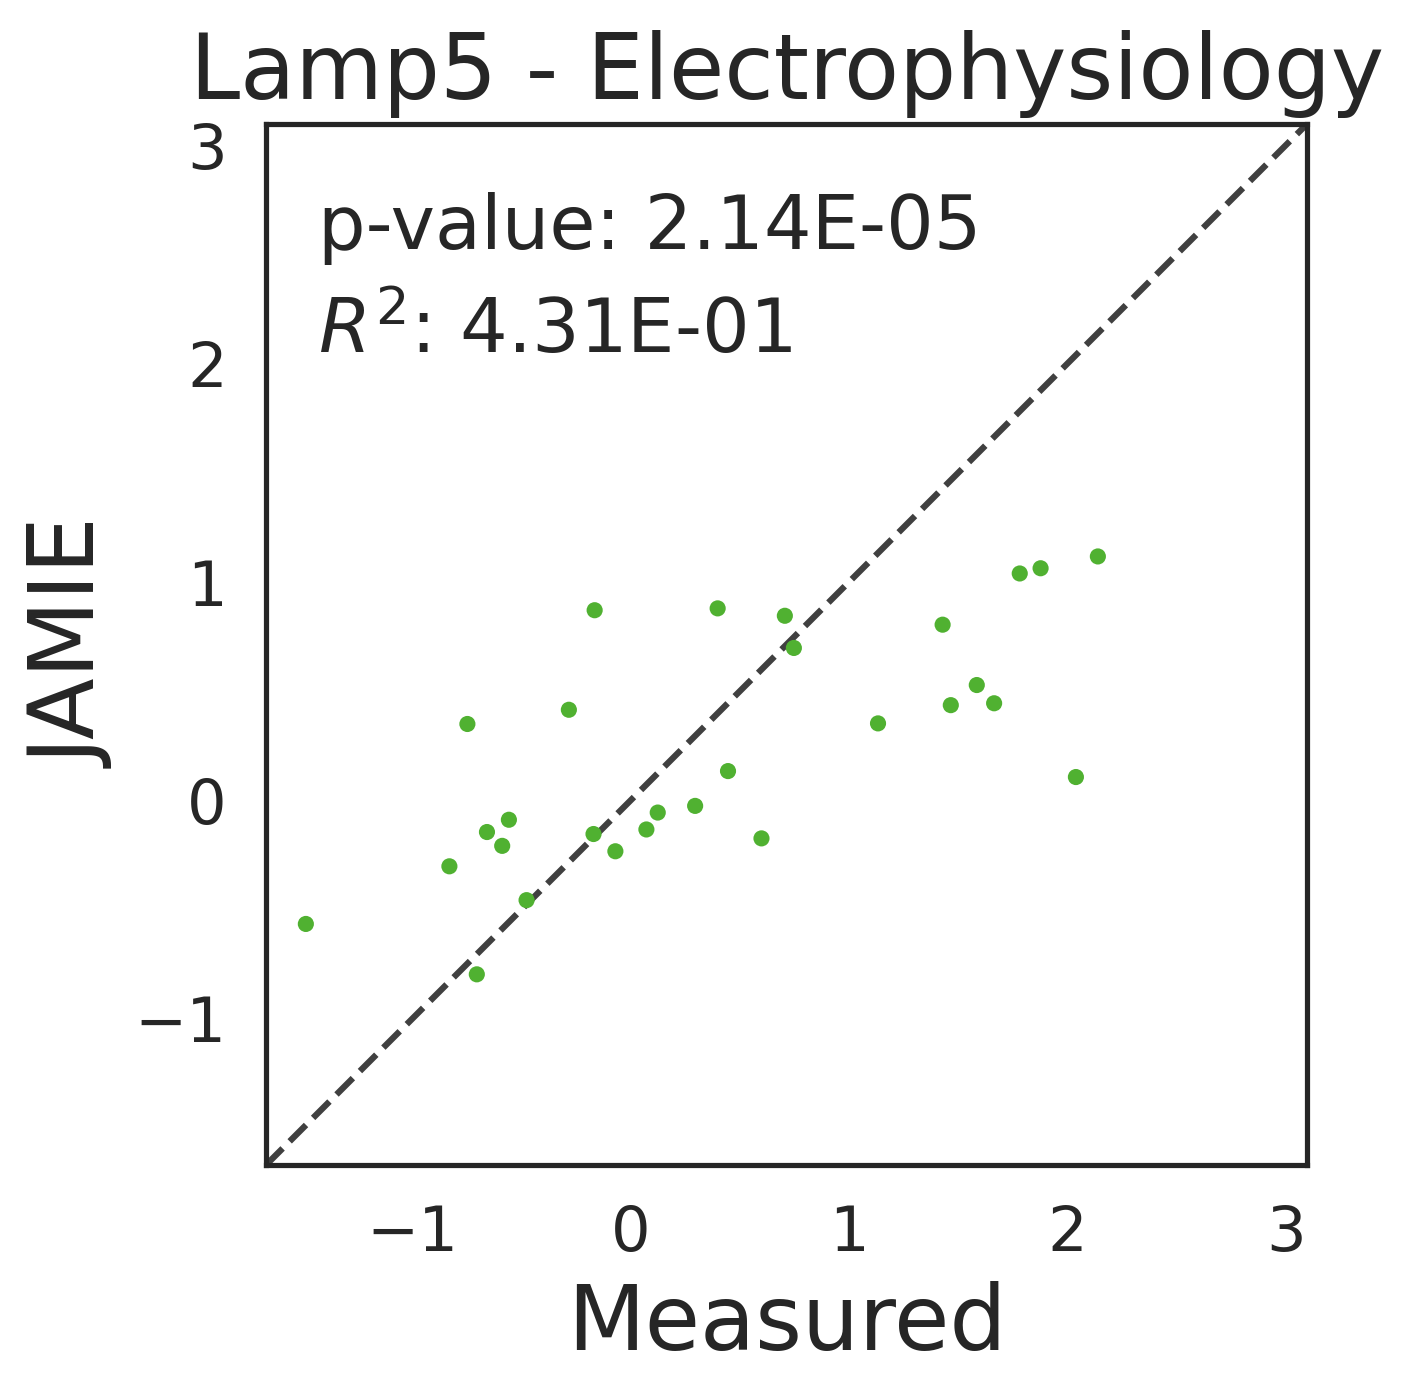 Lamp5 - Electrophysiology
3
p-value: 2.14E-05
R²: 4.31E-01
2
1
JAMIE
0
−1
−1 0 1 2 3
Measured